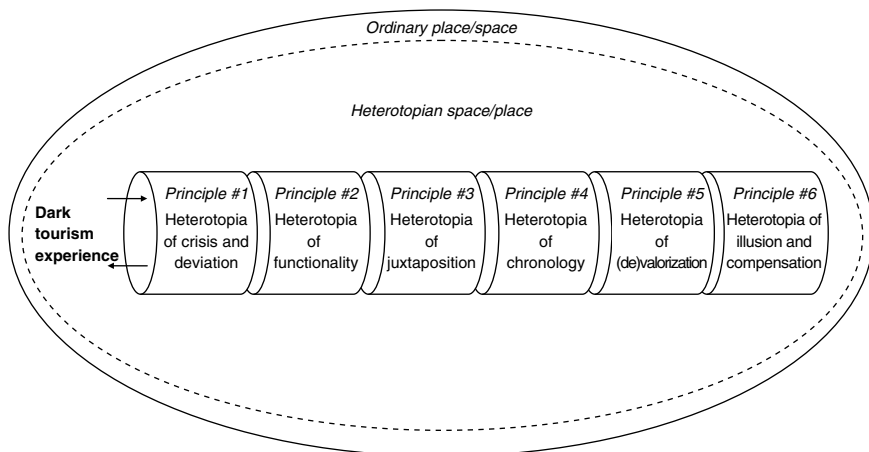 Ordinary place/space
Heterotopian space/place
Dark
tourism
experience
Principle #1
Heterotopia
of crisis and
deviation
Principle #2
Heterotopia
of
functionality
Principle #3
Heterotopia
of
juxtaposition
Principle #4
Heterotopia
of
chronology
Principle #5
Heterotopia
of
(de)valorization
Principle #6
Heterotopia of
illusion and
compensation